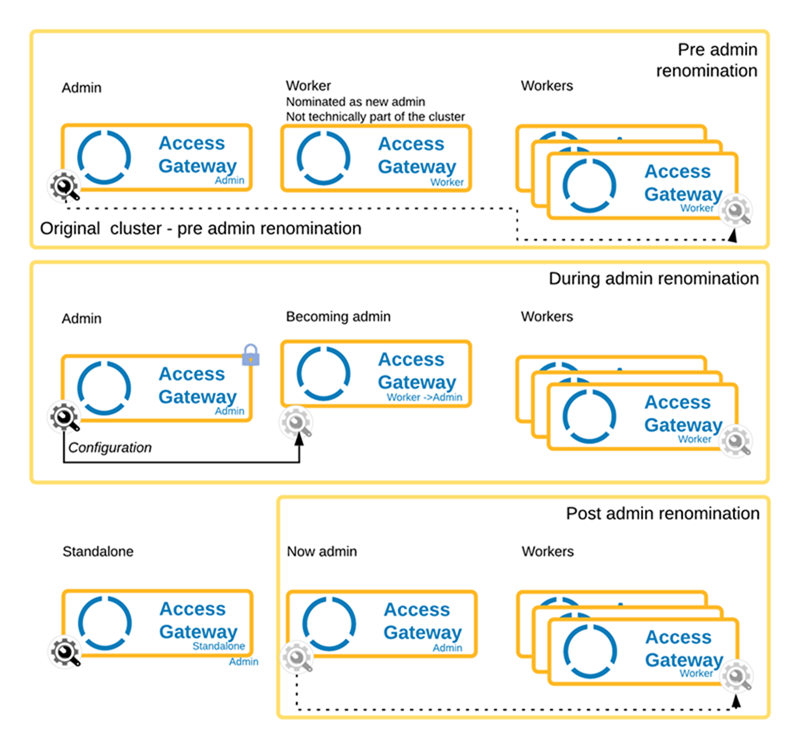 Pre admin
renomination
Admin
Worker
Nominated as new admin
Not technically part of the cluster
Workers
Access
Gateway
Admin
Access
Gateway
Worker
Access
Gateway
Worker
Original cluster - pre admin renomination
During admin renomination
Admin
Becoming admin
Workers
Access
Gateway
Admin
Access
Gateway
Worker ->Admin
Access
Gateway
Worker
Configuration
Post admin renomination
Standalone
Now admin
Workers
Access
Gateway
Standalone
Admin
Access
Gateway
Admin
Access
Gateway
Worker